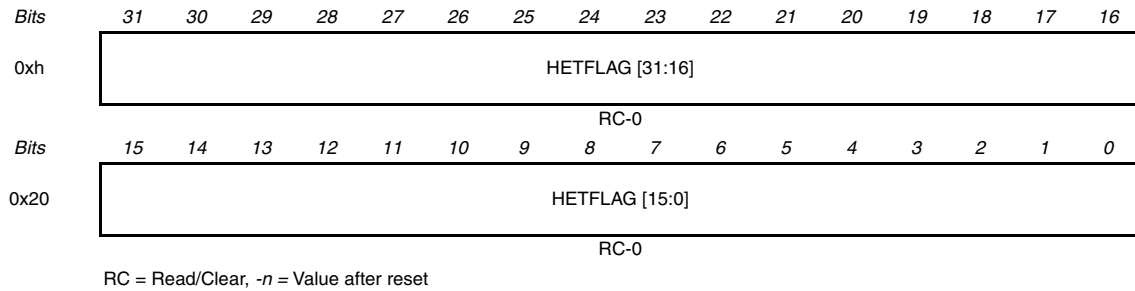 Bits 31 30 29 28 27 26 25 24 23 22 21 20 19 18 17 16
0xh HETFLAG [31:16]
RC-0
Bits 15 14 13 12 11 10 9 8 7 6 5 4 3 2 1 0
0x20 HETFLAG [15:0]
RC-0
RC = Read/Clear, -n = Value after reset